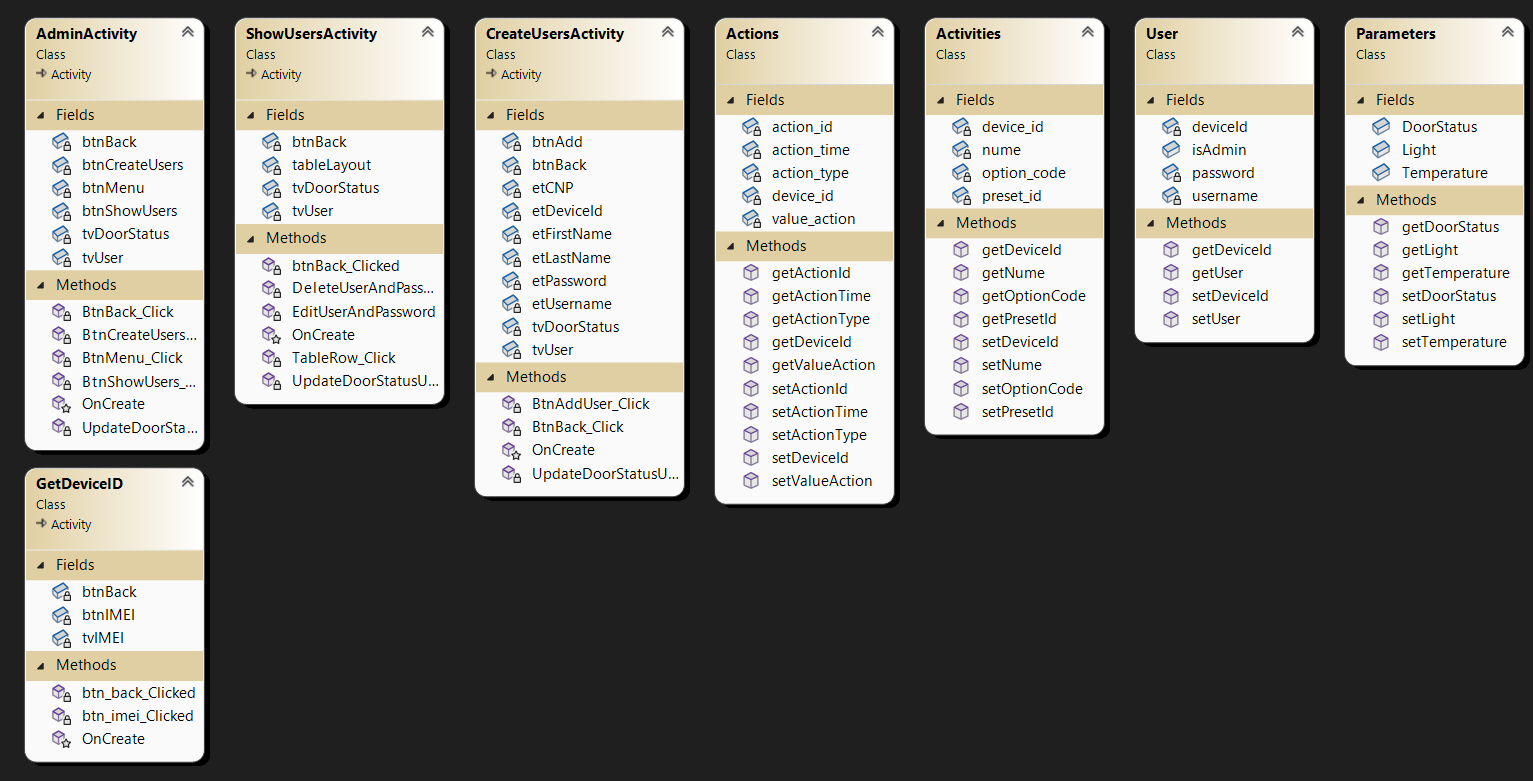 AdminActivity
Class
Activity
Fields
btnBack
btnCreateUsers
btnMenu
btnShowUsers
tvDoorStatus
tvUser
Methods
BtnBack_Click
BtnCreateUsers...
BtnMenu_Click
BtnShowUsers_...
OnCreate
UpdateDoorSta...
GetDeviceID
Class
Activity
Fields
btnBack
btnIMEI
tvIMEI
Methods
btn_back_Clicked
btn_imei_Clicked
OnCreate
ShowUsersActivity
Class
Activity
Fields
btnBack
tableLayout
tvDoorStatus
tvUser
Methods
btnBack_Clicked
DeleteUserAndPass...
EditUserAndPassword
OnCreate
TableRow_Click
UpdateDoorStatusU...
CreateUsersActivity
Class
Activity
Fields
btnAdd
btnBack
etCNP
etDeviceId
etFirstName
etLastName
etPassword
etUsername
tvDoorStatus
tvUser
Methods
BtnAddUser_Click
BtnBack_Click
OnCreate
UpdateDoorStatusU...
Actions
Class
Fields
action_id
action_time
action_type
device_id
value_action
Methods
getActionId
getActionTime
getActionType
getDeviceId
getValueAction
setActionId
setActionTime
setActionType
setDeviceId
setValueAction
Activities
Class
Fields
device_id
nume
option_code
preset_id
Methods
getDeviceId
getNume
getOptionCode
getPresetId
setDeviceId
setNume
setOptionCode
setPresetId
User
Class
Fields
deviceId
isAdmin
password
username
Methods
getDeviceId
getUser
setDeviceId
setUser
Parameters
Class
Fields
DoorStatus
Light
Temperature
Methods
getDoorStatus
getLight
getTemperature
setDoorStatus
setLight
setTemperature